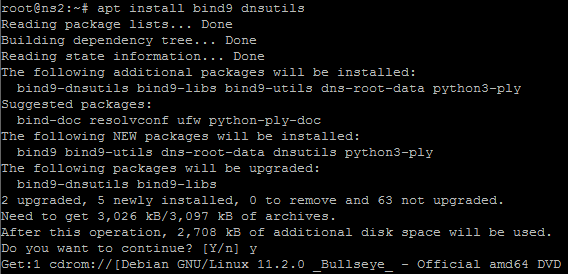 root@ns2:~# apt install bind9 dnsutils
Reading package lists... Done
Building dependency tree... Done
Reading state information... Done
The following additional packages will be installed:
  bind9-dnsutils bind9-libs bind9-utils dns-root-data python3-ply
Suggested packages:
  bind-doc resolvconf ufw python-ply-doc
The following NEW packages will be installed:
  bind9 bind9-utils dns-root-data dnsutils python3-ply
The following packages will be upgraded:
  bind9-dnsutils bind9-libs
2 upgraded, 5 newly installed, 0 to remove and 63 not upgraded.
Need to get 3,026 kB/3,097 kB of archives.
After this operation, 2,708 kB of additional disk space will be used.
Do you want to continue? [Y/n] y
Get:1 cdrom://[Debian GNU/Linux 11.2.0 _Bullseye_ - Official amd64 DVD